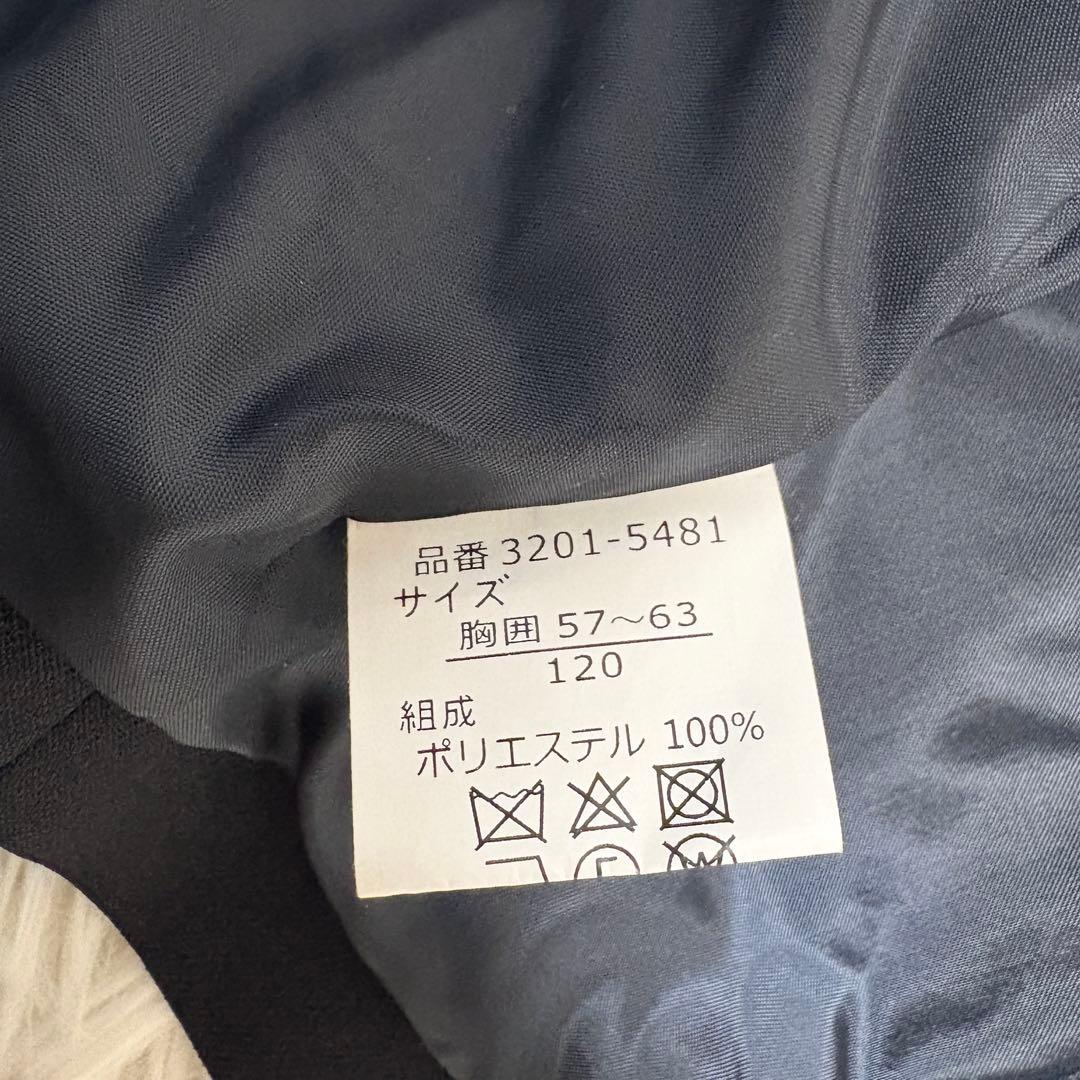 品番 3201-5481
サイズ
胸囲 57～63
120
組成
ポリエステル 100%